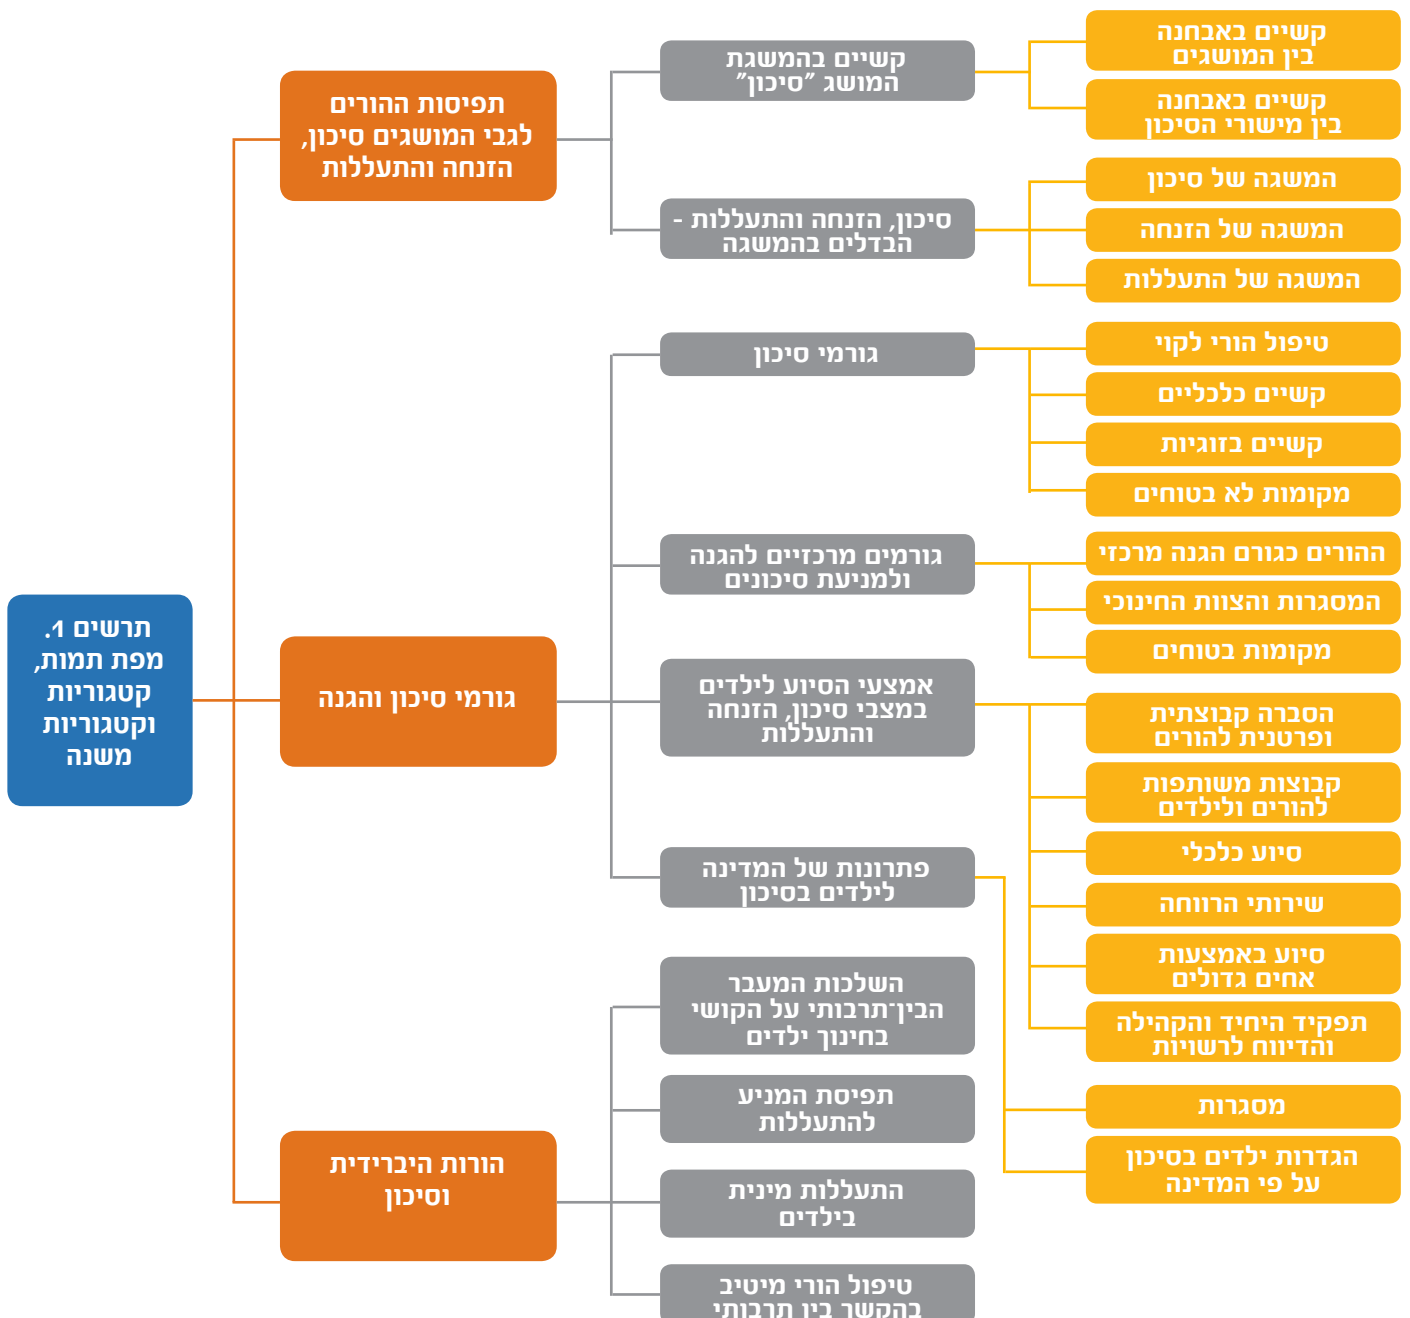 תרשים 1.
מפת תמות,
קטגוריות
וקטגוריות
משנה
תפיסות ההורים
לגבי המושגים סיכון,
הזנחה והתעללות
קשיים בהמשגת
המושג "סיכון"
קשיים באבחנה
בין המושגים
קשיים באבחנה
בין מישורי הסיכון
סיכון, הזנחה והתעללות -
הבדלים בהמשגה
המשגה של סיכון
המשגה של הזנחה
המשגה של התעללות
גורמי סיכון והגנה
גורמי סיכון
טיפול הורי לקוי
קשיים כלכליים
קשיים בזוגיות
מקומות לא בטוחים
גורמים מרכזיים להגנה
ולמניעת סיכונים
ההורים כגורם הגנה מרכזי
המסגרות והצוות החינוכי
מקומות בטוחים
אמצעי הסיוע לילדים
במצבי סיכון, הזנחה
והתעללות
הסברה קבוצתית
ופרטנית להורים
קבוצות משותפות
להורים ולילדים
סיוע כלכלי
שירותי הרווחה
סיוע באמצעות
אחים גדולים
תפקיד היחיד והקהילה
והדיווח לרשויות
פתרונות של המדינה
לילדים בסיכון
מסגרות
הגדרות ילדים בסיכון
על פי המדינה
הורות היברידית
וסיכון
השלכות המעבר
הבין־תרבותי על הקושי
בחינוך ילדים
תפיסת המניע
להתעללות
התעללות מינית
בילדים
טיפול הורי מיטיב
בהקשר בין תרבותי